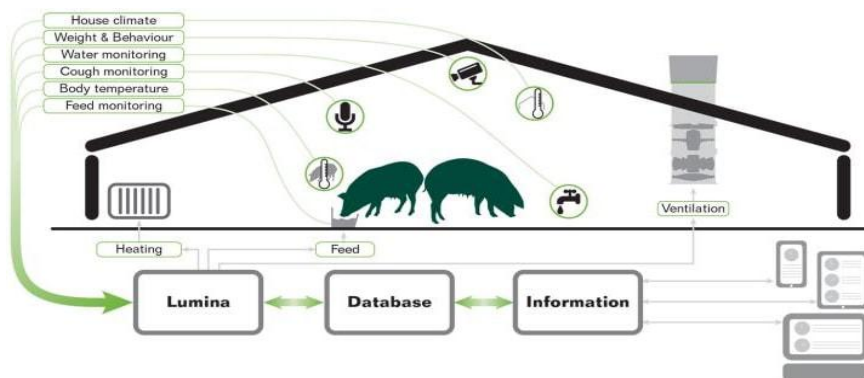 House climate
Weight & Behaviour
Water monitoring
Cough monitoring
Body temperature
Feed monitoring
Ventilation
Heating
Feed
Lumina
Database
Information